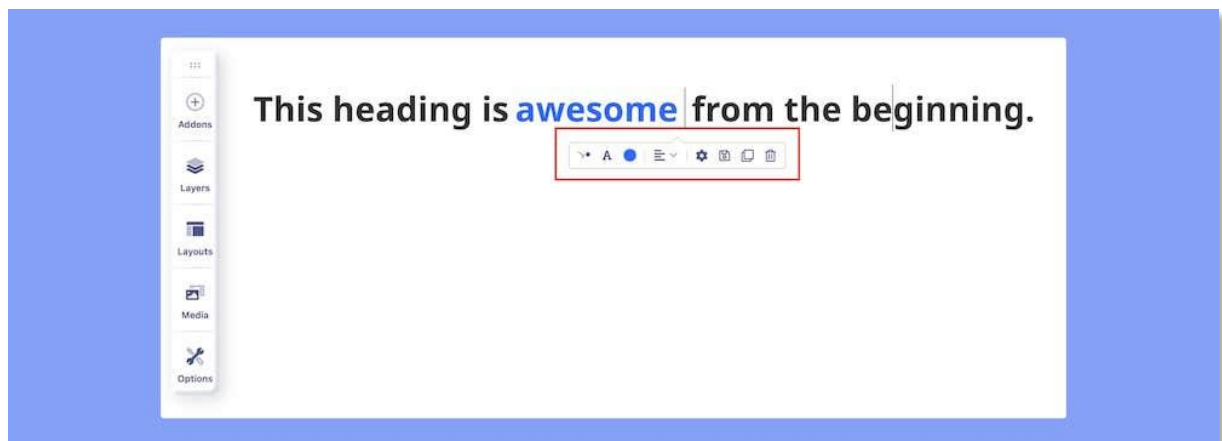 This heading is awesome from the beginning.
Addons
Layers
Layouts
Media
Options
A